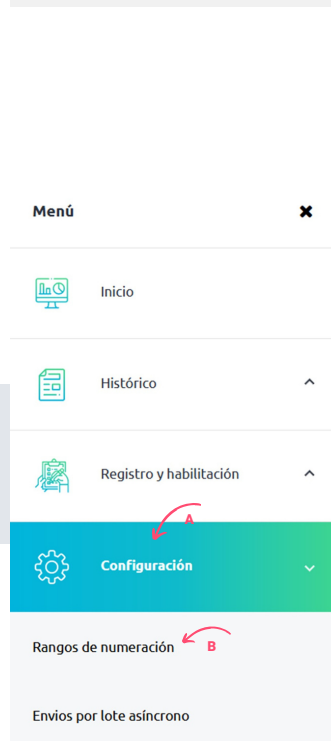 Menú ✖
Inicio
Histórico
Registro y habilitación
A
Configuración
Rangos de numeración B
Envios por lote asíncrono